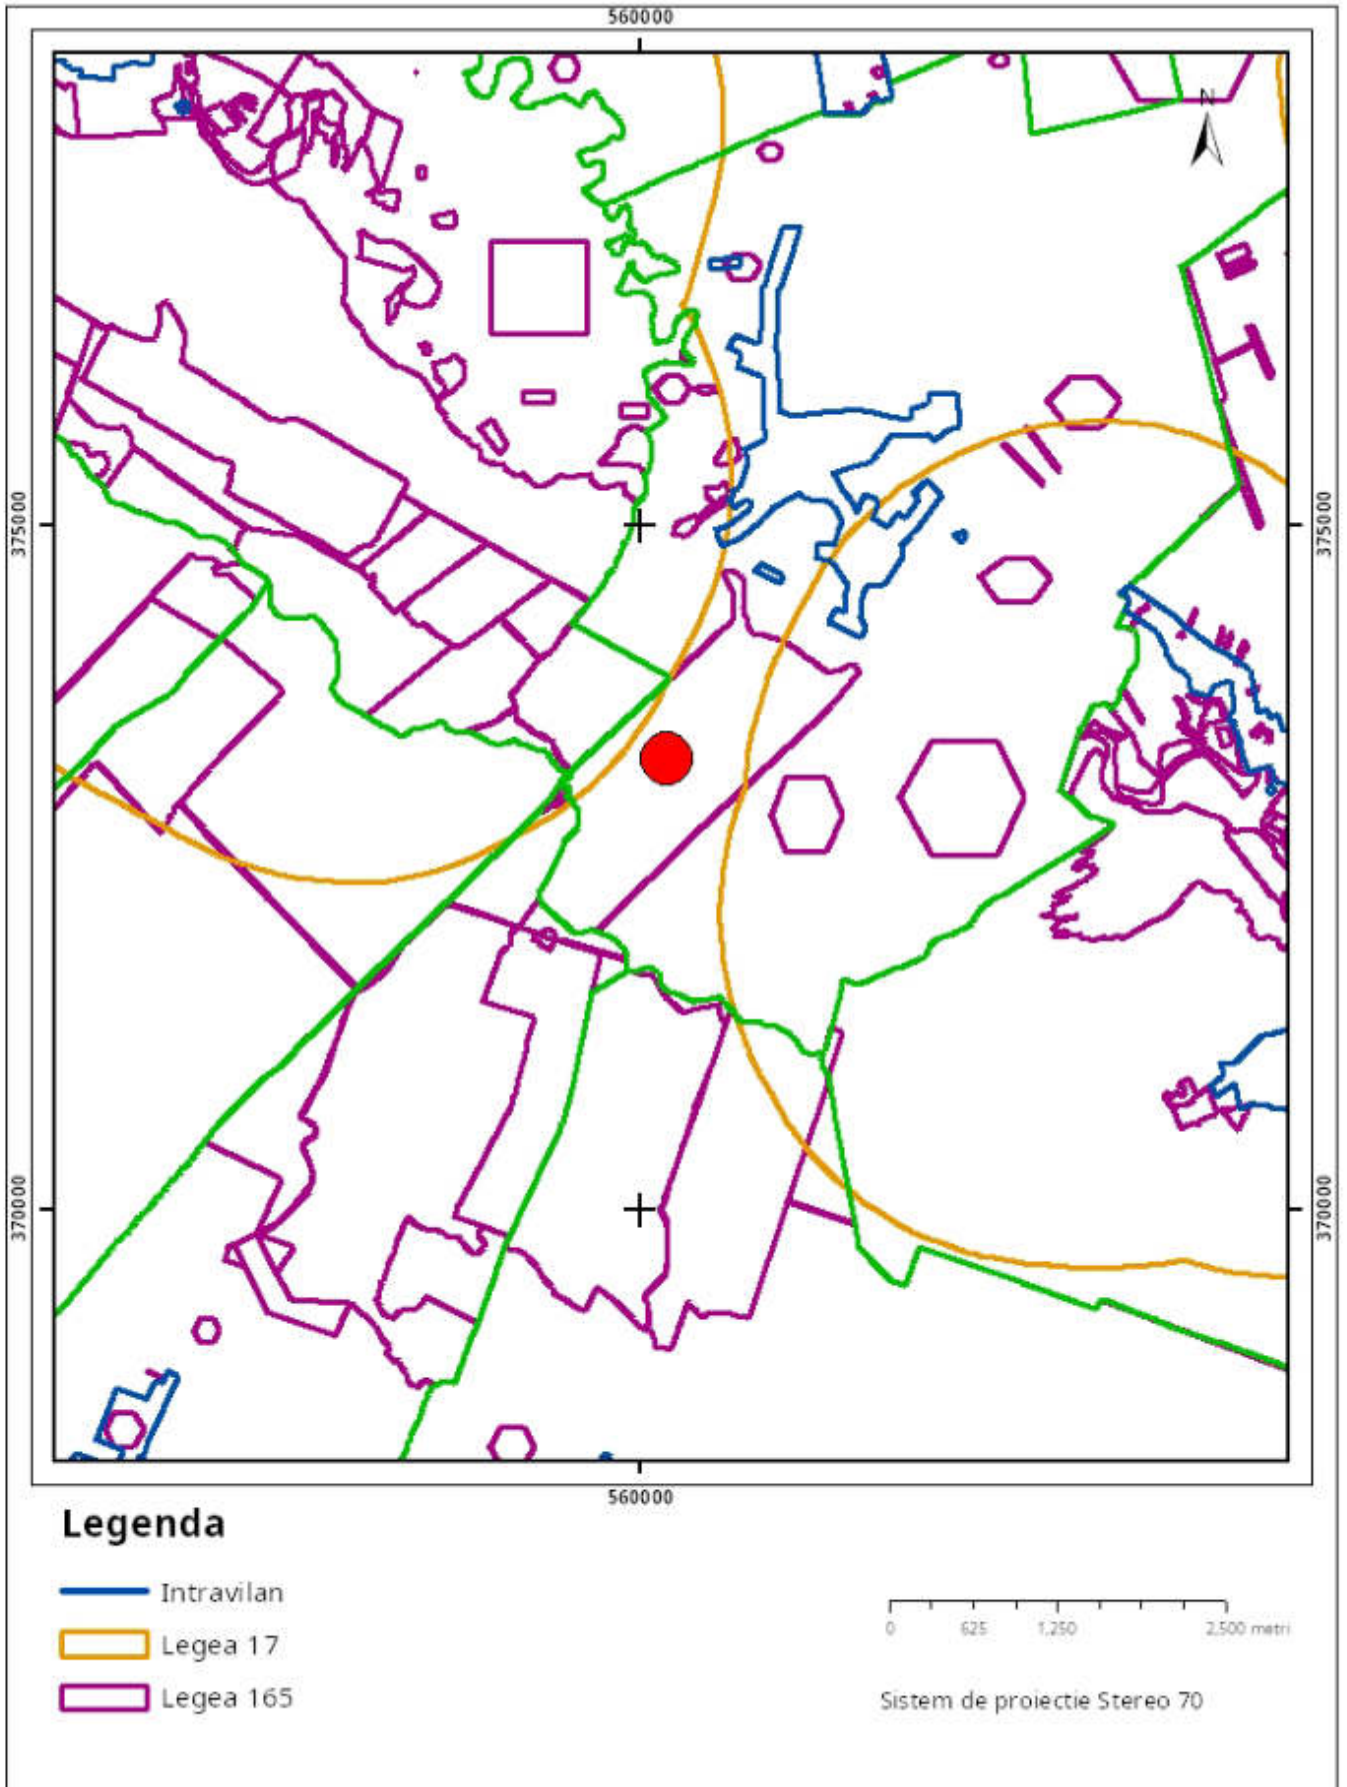 560000
N
375000
375000
370000
370000
560000
Legenda
Intravilan
Legea 17
Legea 165
0 625 1,250 2,500 metri
Sistem de proiectie Stereo 70